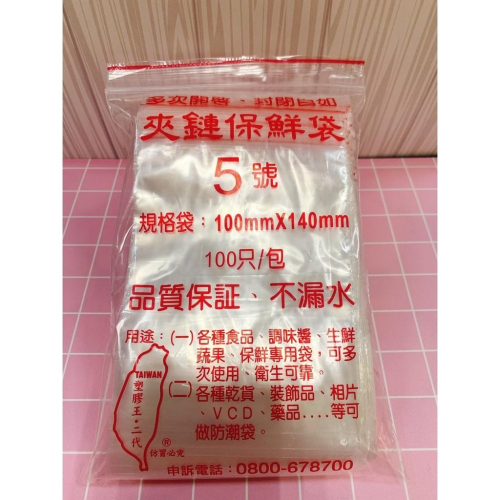 多次開啓、封閉自如
夾鏈保鮮袋
5號
規格袋：100mmX140mm
100只/包
品質保証、不漏水
用途：(一)各種食品、調味醬、生鮮
蔬果、保鮮專用袋，可多
次使用、衛生可靠。
(二)各種乾貨、裝飾品、相片
、VCD、藥品....等可
做防潮袋。
TAIWAN
塑膠王•二代
®
仿冒必究
申訴電話：0800-678700